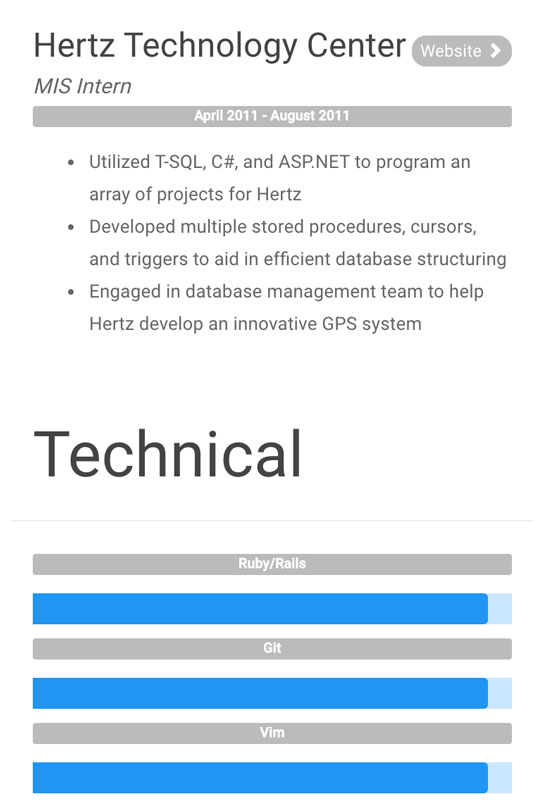 Hertz Technology Center Website
MIS Intern
April 2011 - August 2011
• Utilized T-SQL, C#, and ASP.NET to program an
array of projects for Hertz
• Developed multiple stored procedures, cursors,
and triggers to aid in efficient database structuring
• Engaged in database management team to help
Hertz develop an innovative GPS system
Technical
Ruby/Rails
Git
Vim